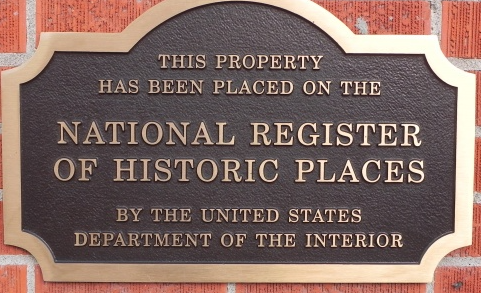 THIS PROPERTY
HAS BEEN PLACED ON THE
NATIONAL REGISTER
OF HISTORIC PLACES
BY THE UNITED STATES
DEPARTMENT OF THE INTERIOR